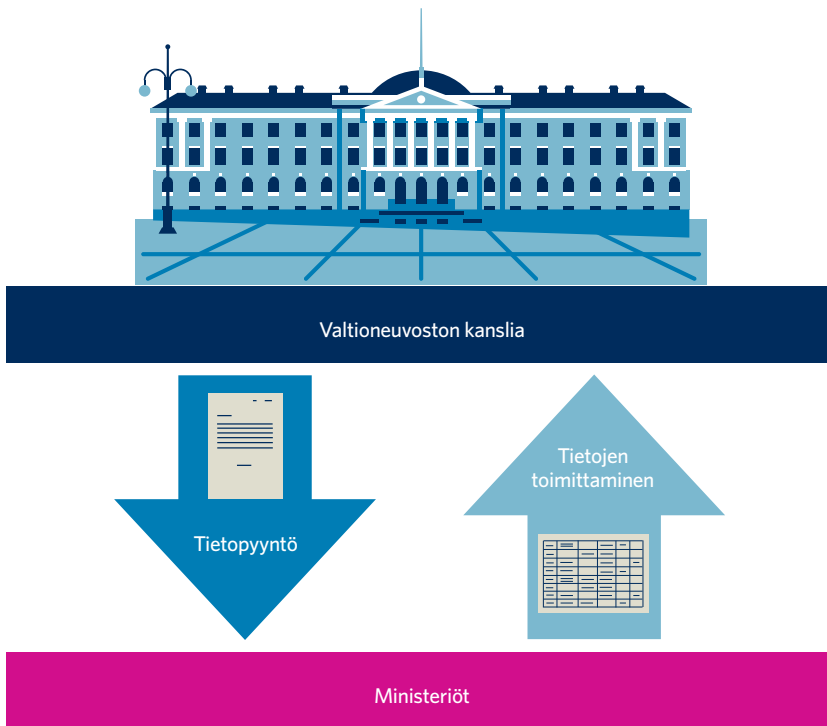 Valtioneuvoston kanslia
Tietopyyntö
Tietojen
toimittaminen
Ministeriöt